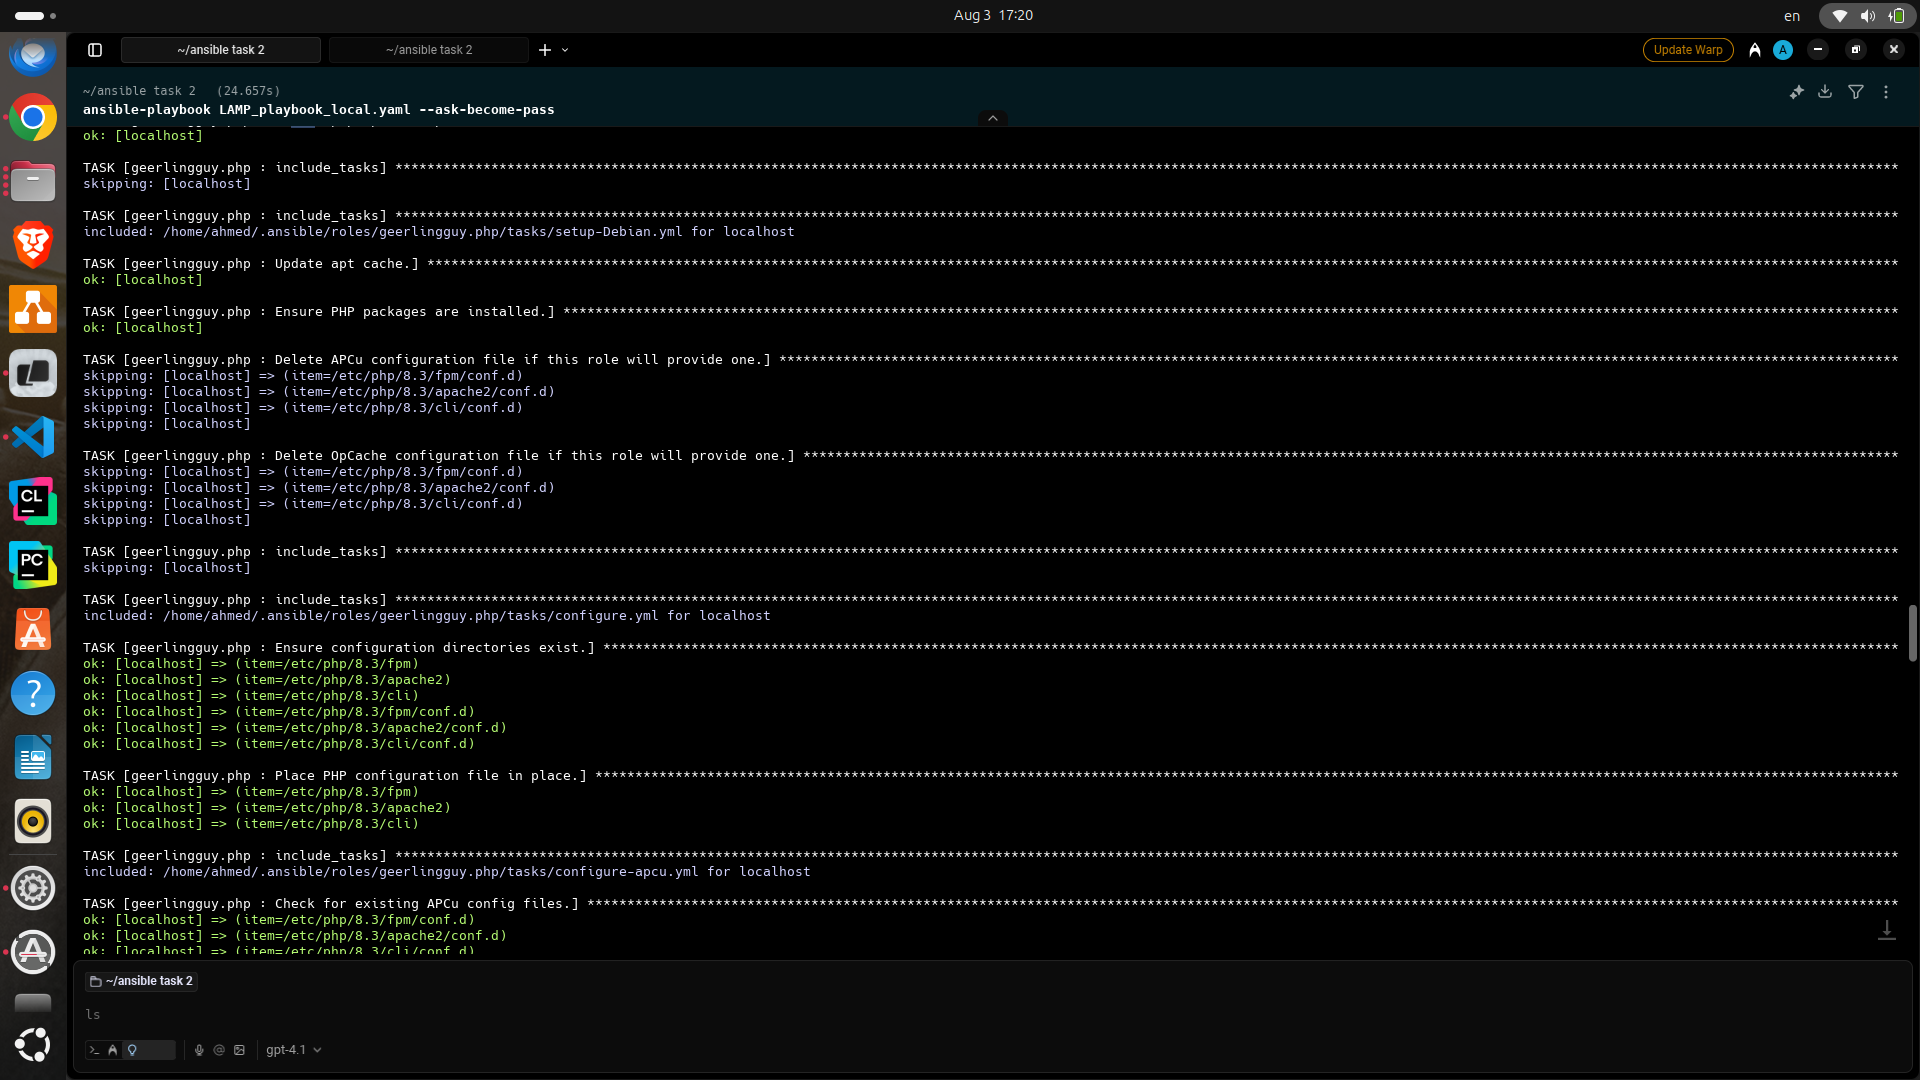 Aug 3 17:20
en
~/ansible task 2
~/ansible task 2
Update Warp
A
~/ansible task 2 (24.657s)
ansible-playbook LAMP_playbook_local.yaml --ask-become-pass
ok: [localhost]
TASK [geerlingguy.php : include_tasks] ********************************************************************************************************************************************************************************************
skipping: [localhost]
TASK [geerlingguy.php : include_tasks] ********************************************************************************************************************************************************************************************
included: /home/ahmed/.ansible/roles/geerlingguy.php/tasks/setup-Debian.yml for localhost
TASK [geerlingguy.php : Update apt cache.] ****************************************************************************************************************************************************************************************
ok: [localhost]
TASK [geerlingguy.php : Ensure PHP packages are installed.] ***********************************************************************************************************************************************************************
ok: [localhost]
TASK [geerlingguy.php : Delete APCu configuration file if this role will provide one.] ********************************************************************************************************************************************
skipping: [localhost] => (item=/etc/php/8.3/fpm/conf.d)
skipping: [localhost] => (item=/etc/php/8.3/apache2/conf.d)
skipping: [localhost] => (item=/etc/php/8.3/cli/conf.d)
skipping: [localhost]
TASK [geerlingguy.php : Delete OpCache configuration file if this role will provide one.] *****************************************************************************************************************************************
skipping: [localhost] => (item=/etc/php/8.3/fpm/conf.d)
skipping: [localhost] => (item=/etc/php/8.3/apache2/conf.d)
skipping: [localhost] => (item=/etc/php/8.3/cli/conf.d)
skipping: [localhost]
TASK [geerlingguy.php : include_tasks] ********************************************************************************************************************************************************************************************
skipping: [localhost]
TASK [geerlingguy.php : include_tasks] ********************************************************************************************************************************************************************************************
included: /home/ahmed/.ansible/roles/geerlingguy.php/tasks/configure.yml for localhost
TASK [geerlingguy.php : Ensure configuration directories exist.] ******************************************************************************************************************************************************************
ok: [localhost] => (item=/etc/php/8.3/fpm)
ok: [localhost] => (item=/etc/php/8.3/apache2)
ok: [localhost] => (item=/etc/php/8.3/cli)
ok: [localhost] => (item=/etc/php/8.3/fpm/conf.d)
ok: [localhost] => (item=/etc/php/8.3/apache2/conf.d)
ok: [localhost] => (item=/etc/php/8.3/cli/conf.d)
TASK [geerlingguy.php : Place PHP configuration file in place.] *******************************************************************************************************************************************************************
ok: [localhost] => (item=/etc/php/8.3/fpm)
ok: [localhost] => (item=/etc/php/8.3/apache2)
ok: [localhost] => (item=/etc/php/8.3/cli)
TASK [geerlingguy.php : include_tasks] ********************************************************************************************************************************************************************************************
included: /home/ahmed/.ansible/roles/geerlingguy.php/tasks/configure-apcu.yml for localhost
TASK [geerlingguy.php : Check for existing APCu config files.] ********************************************************************************************************************************************************************
ok: [localhost] => (item=/etc/php/8.3/fpm/conf.d)
ok: [localhost] => (item=/etc/php/8.3/apache2/conf.d)
ok: [localhost] => (item=/etc/php/8.3/cli/conf.d)
CL
PC
~/ansible task 2
ls
gpt-4.1